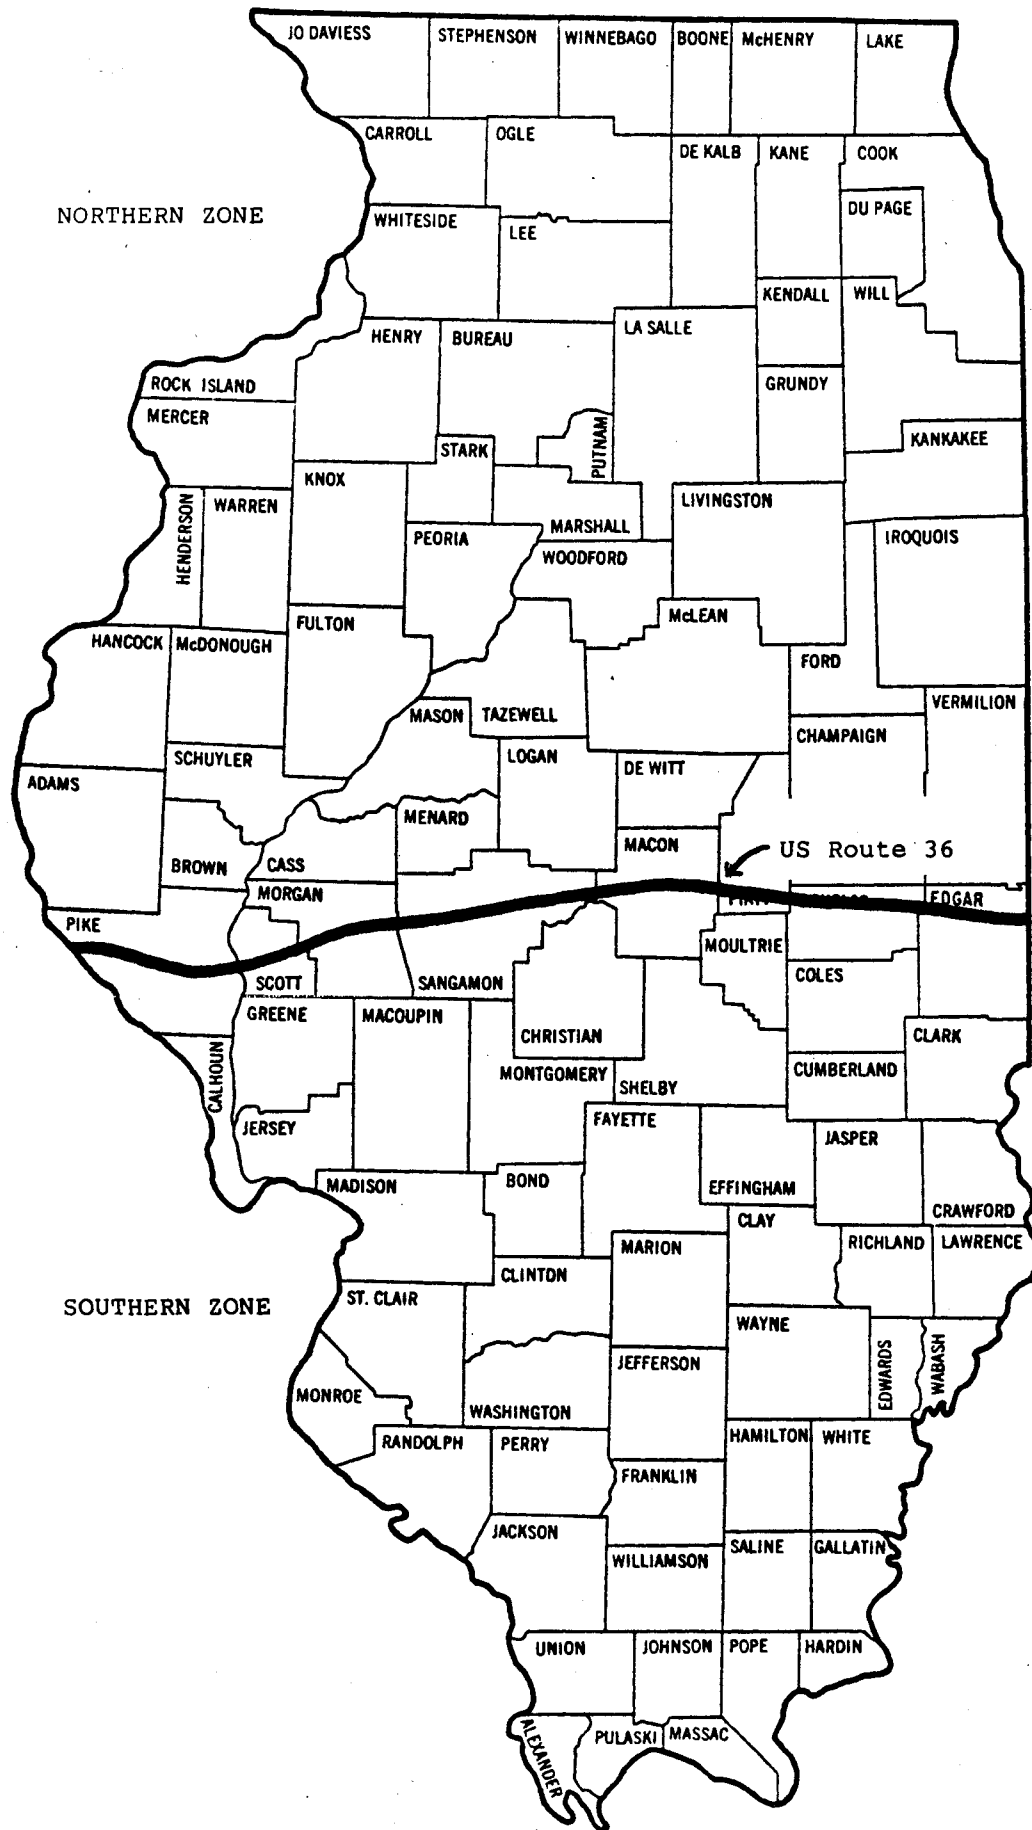 JO DAVIESS
STEPHENSON
WINNEBAGO
BOONE
McHENRY
LAKE
CARROLL
OGLE
DE KALB
KANE
COOK
NORTHERN ZONE
WHITESIDE
LEE
DU PAGE
KENDALL
WILL
HENRY
BUREAU
LA SALLE
ROCK ISLAND
GRUNDY
MERCER
PUTNAM
KANKAKEE
STARK
KNOX
HENDERSON
WARREN
LIVINGSTON
PEORIA
MARSHALL
IROQUOIS
WOODFORD
HANCOCK
McDONOUGH
FULTON
McLEAN
FORD
MASON
TAZEWELL
VERMILION
CHAMPAIGN
SCHUYLER
LOGAN
DE WITT
ADAMS
MENARD
MACON
US Route 36
BROWN
CASS
MORGAN
EDGAR
PIKE
MOULTRIE
COLES
SCOTT
SANGAMON
GREENE
MACOUPIN
CHRISTIAN
CLARK
CALHOUN
MONTGOMERY
SHELBY
CUMBERLAND
JERSEY
FAYETTE
JASPER
MADISON
BOND
EFFINGHAM
CRAWFORD
CLAY
MARION
RICHLAND
LAWRENCE
CLINTON
SOUTHERN ZONE
ST. CLAIR
WAYNE
EDWARDS
WABASH
JEFFERSON
MONROE
WASHINGTON
RANDOLPH
PERRY
HAMILTON
WHITE
FRANKLIN
JACKSON
WILLIAMSON
SALINE
GALLATIN
UNION
JOHNSON
POPE
HARDIN
ALEXANDER
PULASKI
MASSAC